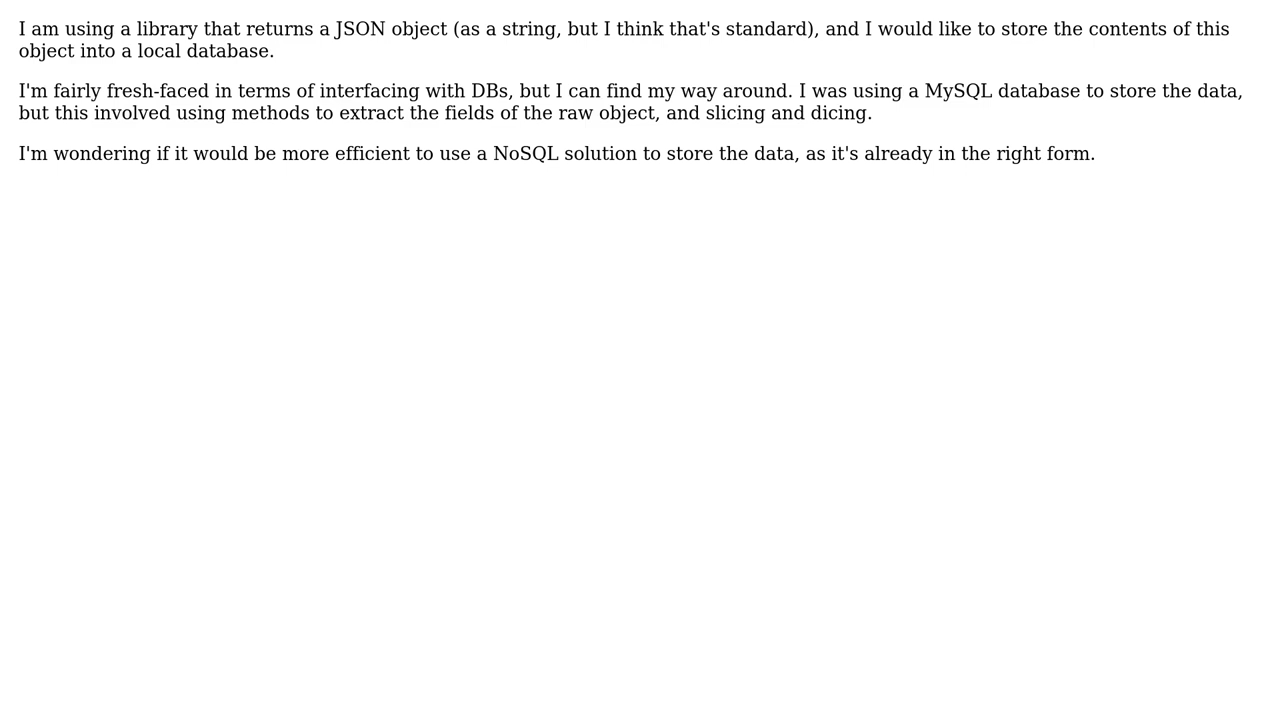 I am using a library that returns a JSON object (as a string, but I think that's standard), and I would like to store the contents of this
object into a local database.
I'm fairly fresh-faced in terms of interfacing with DBs, but I can find my way around. I was using a MySQL database to store the data,
but this involved using methods to extract the fields of the raw object, and slicing and dicing.
I'm wondering if it would be more efficient to use a NoSQL solution to store the data, as it's already in the right form.